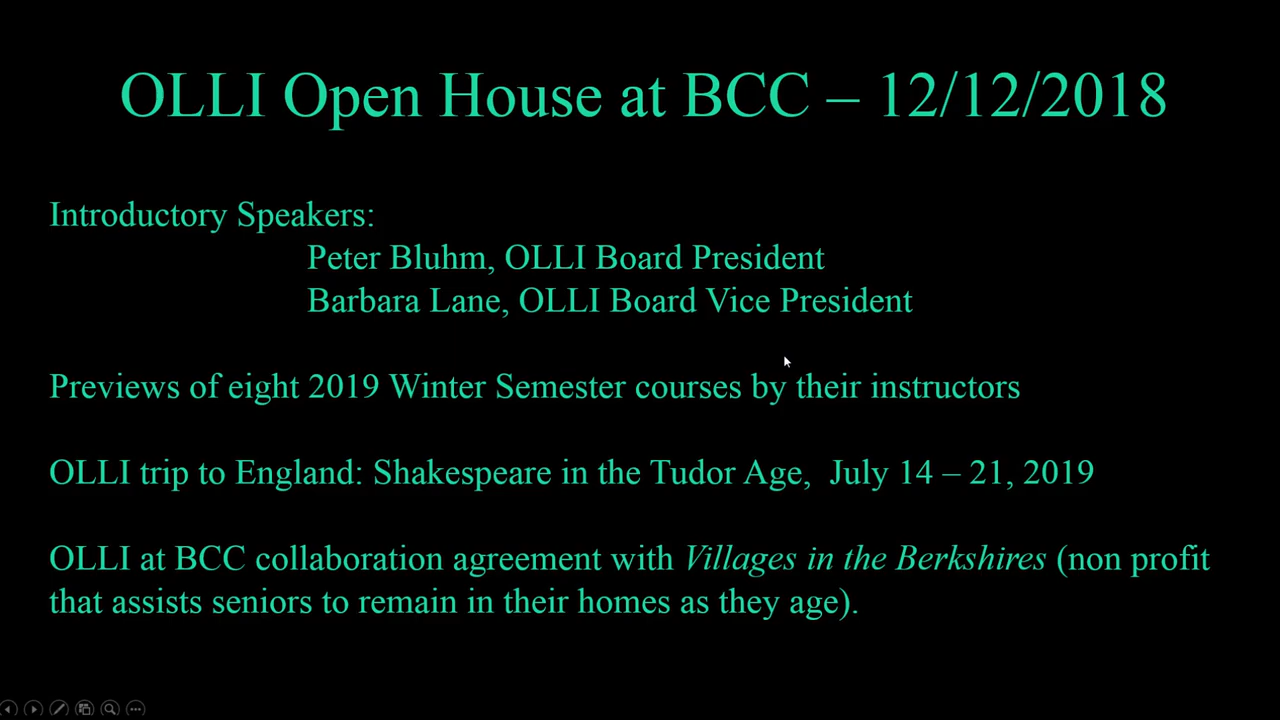 OLLI Open House at BCC – 12/12/2018
Introductory Speakers:
Peter Bluhm, OLLI Board President
Barbara Lane, OLLI Board Vice President
Previews of eight 2019 Winter Semester courses by their instructors
OLLI trip to England: Shakespeare in the Tudor Age,  July 14 – 21, 2019
OLLI at BCC collaboration agreement with Villages in the Berkshires (non profit
that assists seniors to remain in their homes as they age).